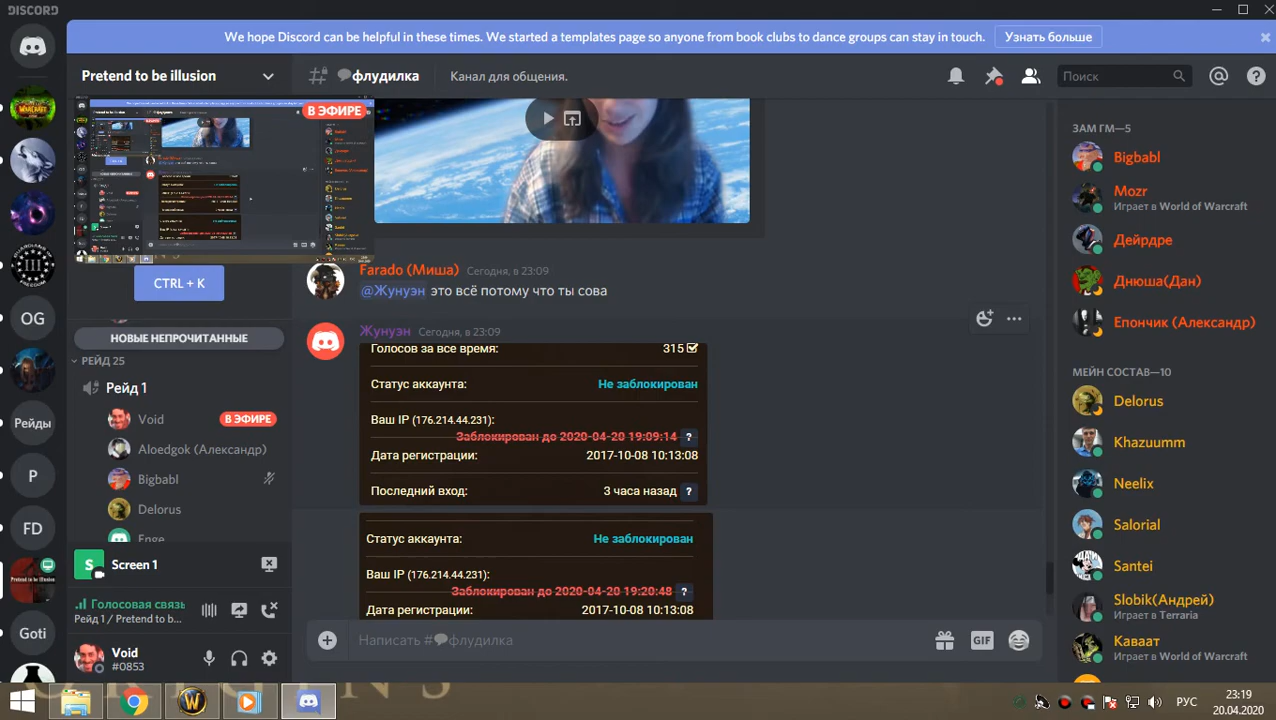 DISCORD
We hope Discord can be helpful in these times. We started a templates page so anyone from book clubs to dance groups can stay in touch.
Узнать больше
Pretend to be illusion
флудилка
Канал для общения.
Поиск
В ЭФИРЕ
CTRL + K
НОВЫЕ НЕПРОЧИТАННЫЕ
РЕЙД 25
Рейд 1
Void
В ЭФИРЕ
Aloedgok (Александр)
Bigbabl
Delorus
Enge
S
Screen 1
Голосовая связь
Рейд 1 / Pretend to b...
Void
#0853
OG
Рейды
P
FD
Goti
Farado (Миша)
Сегодня, в 23:09
@Жунуэн это всё потому что ты сова
Жунуэн
Сегодня, в 23:09
Голосов за все время:
315
Статус аккаунта:
Не заблокирован
Ваш IP (176.214.44.231):
Заблокирован до 2020-04-20 19:09:14
?
Дата регистрации:
2017-10-08 10:13:08
Последний вход:
3 часа назад
?
Статус аккаунта:
Не заблокирован
Ваш IP (176.214.44.231):
Заблокирован до 2020-04-20 19:20:48
?
Дата регистрации:
2017-10-08 10:13:08
Написать #флудилка
GIF
ЗАМ ГМ—5
Bigbabl
Mozr
Играет в World of Warcraft
Дейрдре
Днюша(Дан)
Епончик (Александр)
МЕЙН СОСТАВ—10
Delorus
Khazuumm
Neelix
Salorial
Santei
Slobik(Андрей)
Играет в Terraria
Каваат
Играет в World of Warcraft
РУС
23:19
20.04.2020